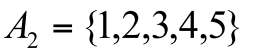 A₂ = {1,2,3,4,5}